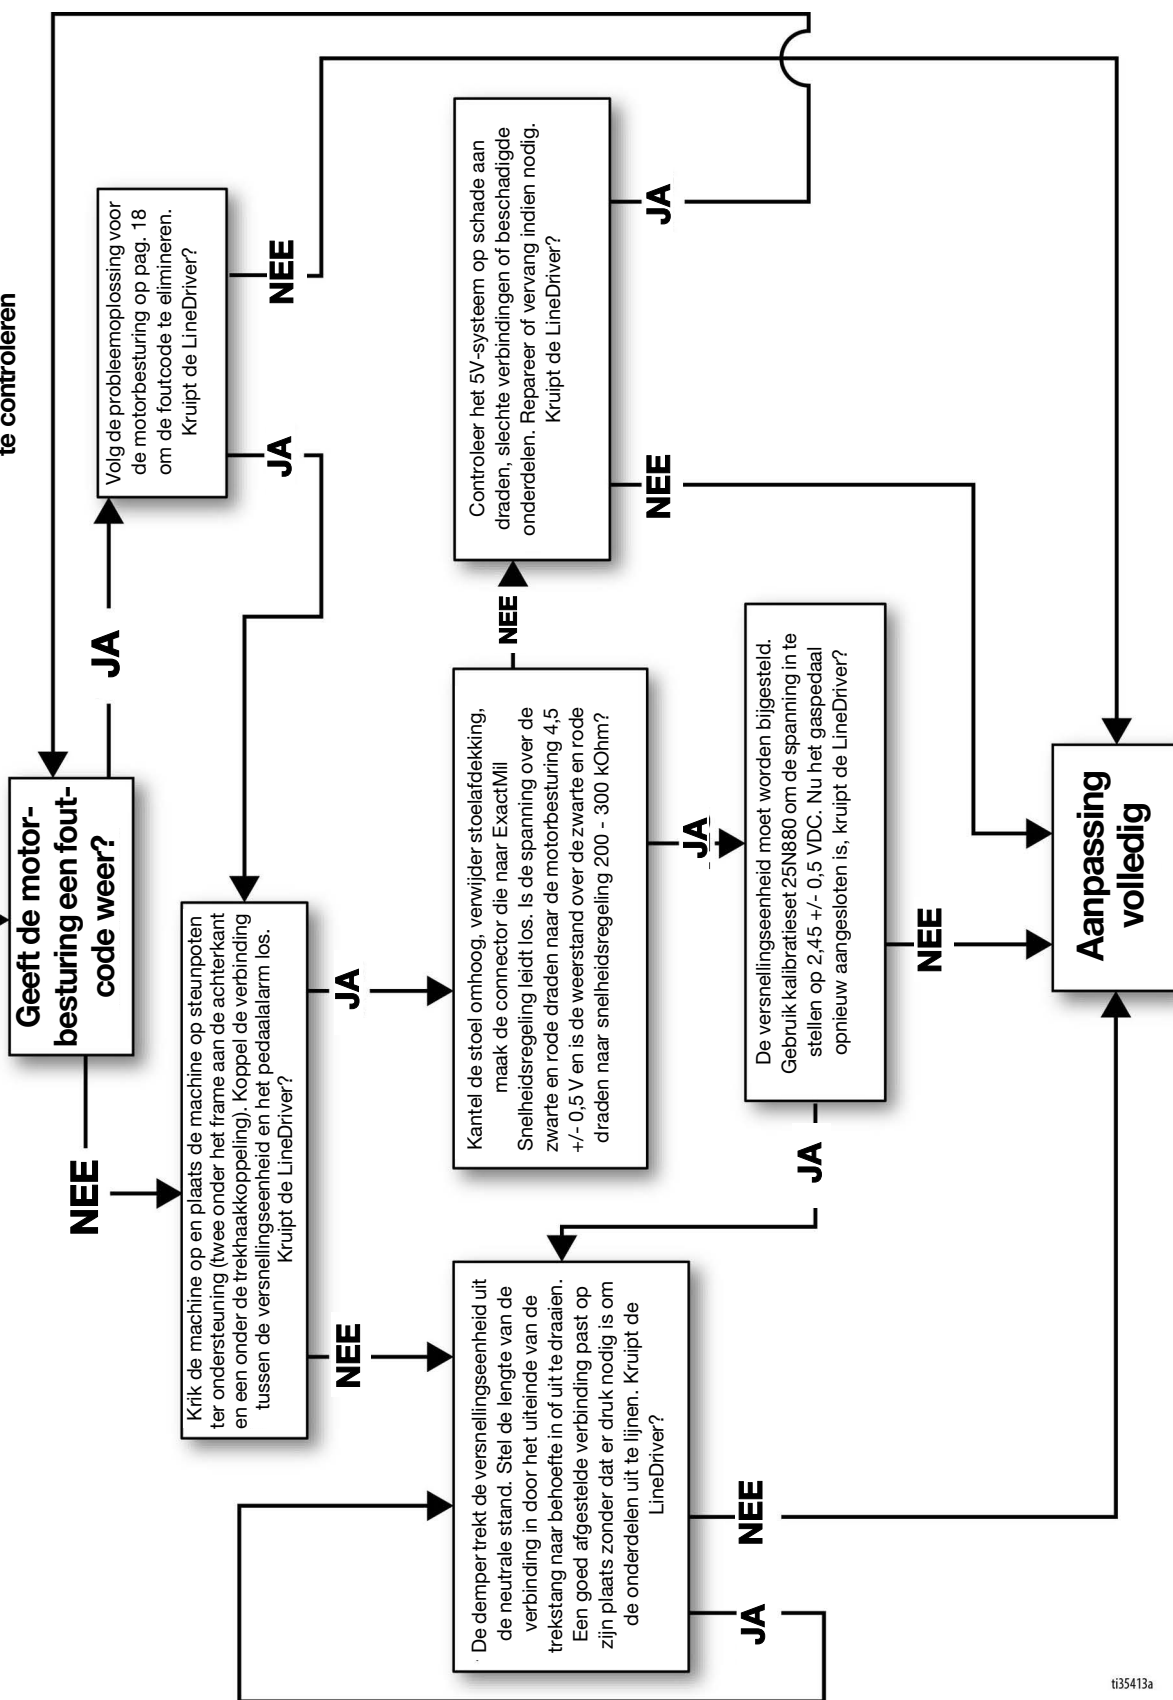 te controleren
Geeft de motor-
besturing een fout-
code weer?
JA
Volg de probleemoplossing voor
de motorbesturing op pag. 18
om de foutcode te elimineren.
Kruipt de LineDriver?
NEE
JA
NEE
Krik de machine op en plaats de machine op steunpoten
ter ondersteuning (twee onder het frame aan de achterkant
en een onder de trekhaakkoppeling). Koppel de verbinding
tussen de versnellingseenheid en het pedaalarm los.
Kruipt de LineDriver?
JA
NEE
Kantel de stoel omhoog, verwijder stoelafdekking,
maak de connector die naar ExactMil
Snelheidsregeling leidt los. Is de spanning over de
zwarte en rode draden naar de motorbesturing 4,5
+/- 0,5 V en is de weerstand over de zwarte en rode
draden naar snelheidsregeling 200 - 300 kOhm?
NEE
Controleer het 5V-systeem op schade aan
draden, slechte verbindingen of beschadigde
onderdelen. Repareer of vervang indien nodig.
Kruipt de LineDriver?
JA
NEE
JA
De versnellingseenheid moet worden bijgesteld.
Gebruik kalibratieset 25N880 om de spanning in te
stellen op 2,45 +/- 0,5 VDC. Nu het gaspedaal
opnieuw aangesloten is, kruipt de LineDriver?
NEE
JA
De demper trekt de versnellingseenheid uit
de neutrale stand. Stel de lengte van de
verbinding in door het uiteinde van de
trekstang naar behoefte in of uit te draaien.
Een goed afgestelde verbinding past op
zijn plaats zonder dat er druk nodig is om
de onderdelen uit te lijnen. Kruipt de
LineDriver?
NEE
JA
Aanpassing
volledig
ti35413a